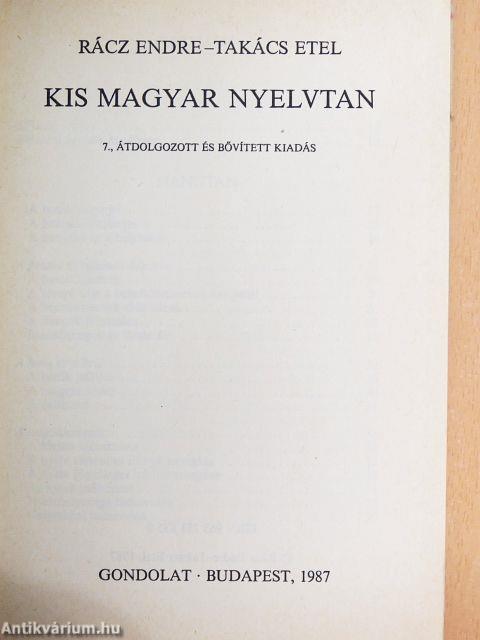 RÁCZ ENDRE–TAKÁCS ETEL
KIS MAGYAR NYELVTAN
7., ÁTDOLGOZOTT ÉS BŐVÍTETT KIADÁS
GONDOLAT · BUDAPEST, 1987
Antikvárium.hu